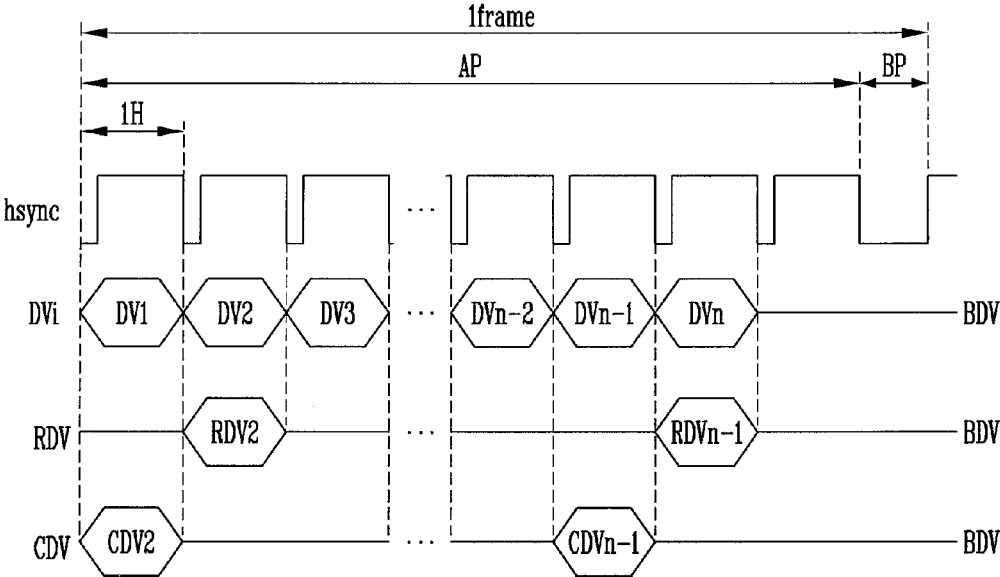 1frame
AP BP
1H
hsync ...
DVi DV1 DV2 DV3 ... DVn-2 DVn-1 DVn BDV
RDV RDV2 ... RDVn-1 BDV
CDV CDV2 ... CDVn-1 BDV